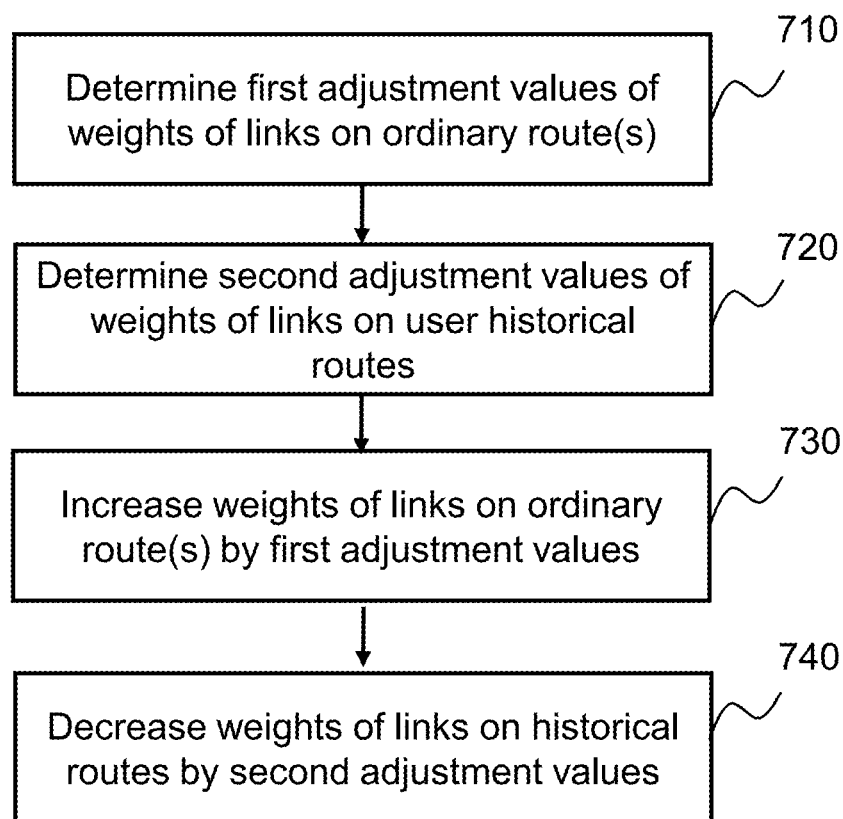 710
Determine first adjustment values of
weights of links on ordinary route(s)
720
Determine second adjustment values of
weights of links on user historical
routes
730
Increase weights of links on ordinary
route(s) by first adjustment values
740
Decrease weights of links on historical
routes by second adjustment values